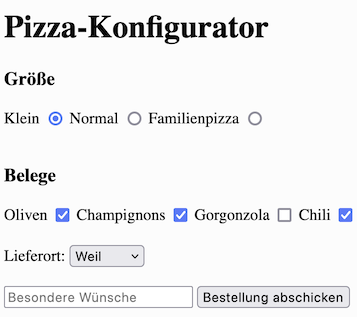 Pizza-Konfigurator
Größe
Klein Normal Familienpizza
Belege
Oliven Champignons Gorgonzola Chili
Lieferort: Weil
Besondere Wünsche Bestellung abschicken